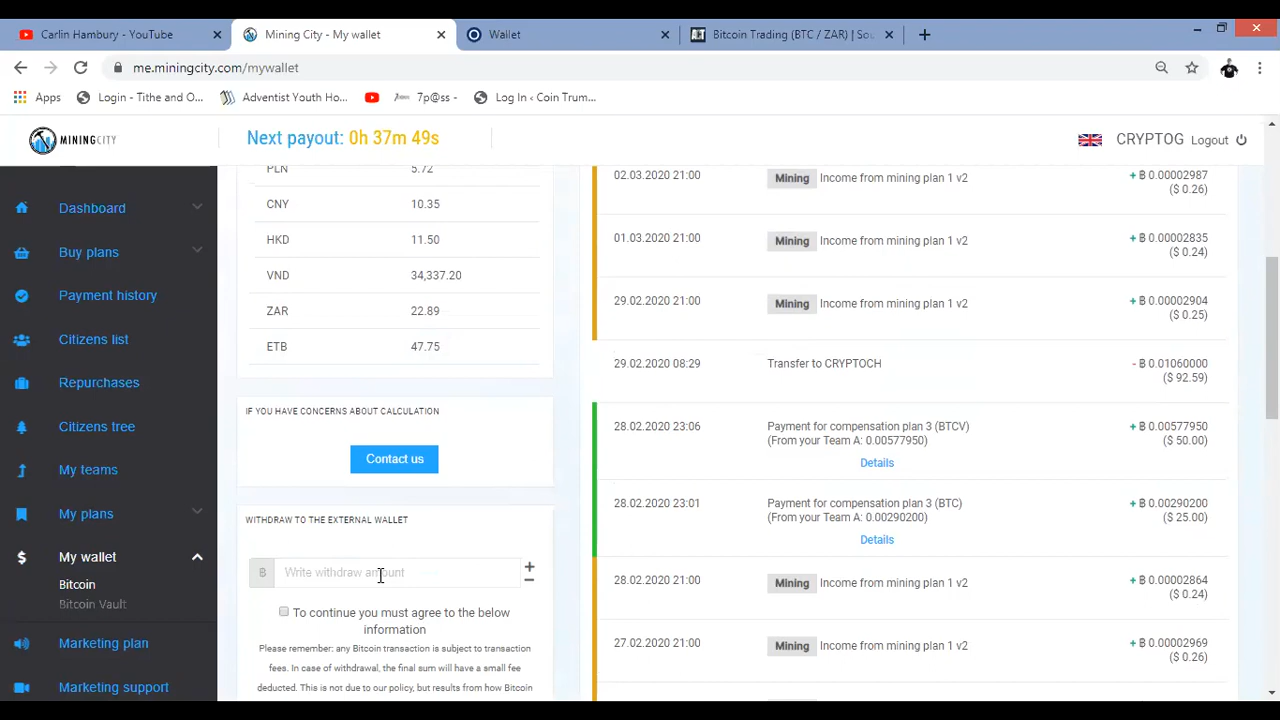 Carlin Hambury - YouTube
Mining City - My wallet
Wallet
Bitcoin Trading (BTC / ZAR) | Sou
me.miningcity.com/mywallet
Apps
Login - Tithe and O...
Adventist Youth Ho...
7p@ss -
Log In ‹ Coin Trum...
MININGCITY
Next payout: 0h 37m 49s
CRYPTOG Logout
Dashboard
Buy plans
Payment history
Citizens list
Repurchases
Citizens tree
My teams
My plans
My wallet
Bitcoin
Bitcoin Vault
Marketing plan
Marketing support
PLN 5.72
CNY 10.35
HKD 11.50
VND 34,337.20
ZAR 22.89
ETB 47.75
IF YOU HAVE CONCERNS ABOUT CALCULATION
Contact us
WITHDRAW TO THE EXTERNAL WALLET
B Write withdraw amount + −
To continue you must agree to the below
information
Please remember: any Bitcoin transaction is subject to transaction
fees. In case of withdrawal, the final sum will have a small fee
deducted. This is not due to our policy, but results from how Bitcoin
02.03.2020 21:00 Mining Income from mining plan 1 v2 + ฿ 0.00002987
($ 0.26)
01.03.2020 21:00 Mining Income from mining plan 1 v2 + ฿ 0.00002835
($ 0.24)
29.02.2020 21:00 Mining Income from mining plan 1 v2 + ฿ 0.00002904
($ 0.25)
29.02.2020 08:29 Transfer to CRYPTOCH - ฿ 0.01060000
($ 92.59)
28.02.2020 23:06 Payment for compensation plan 3 (BTCV) + ฿ 0.00577950
(From your Team A: 0.00577950) ($ 50.00)
Details
28.02.2020 23:01 Payment for compensation plan 3 (BTC) + ฿ 0.00290200
(From your Team A: 0.00290200) ($ 25.00)
Details
28.02.2020 21:00 Mining Income from mining plan 1 v2 + ฿ 0.00002864
($ 0.24)
27.02.2020 21:00 Mining Income from mining plan 1 v2 + ฿ 0.00002969
($ 0.26)